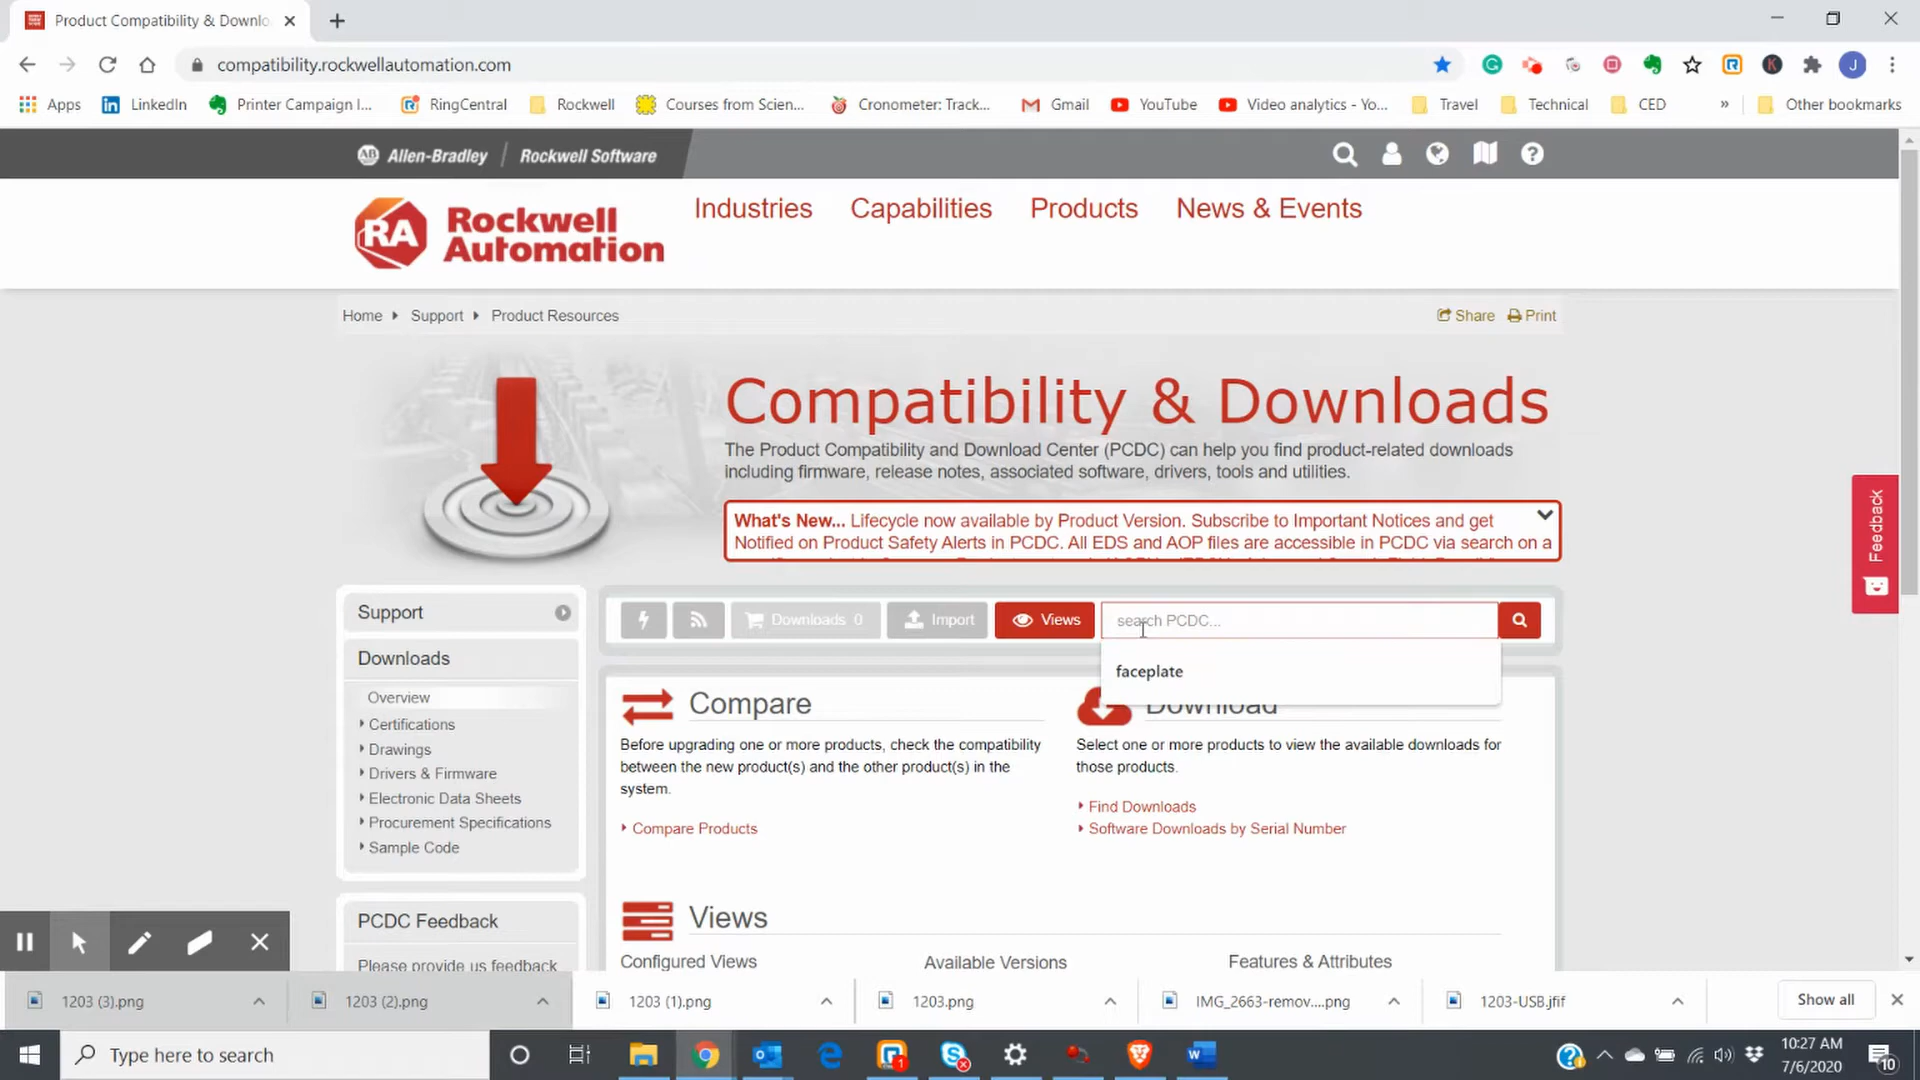 Product Compatibility & Downlo
compatibility.rockwellautomation.com
Apps
LinkedIn
Printer Campaign I...
RingCentral
Rockwell
Courses from Scien...
Cronometer: Track...
Gmail
YouTube
Video analytics - Yo...
Travel
Technical
CED
»
Other bookmarks
AB Allen-Bradley
Rockwell Software
RA Rockwell
Automation
Industries
Capabilities
Products
News & Events
Home
Support
Product Resources
Share
Print
Compatibility & Downloads
The Product Compatibility and Download Center (PCDC) can help you find product-related downloads
including firmware, release notes, associated software, drivers, tools and utilities.
What's New... Lifecycle now available by Product Version. Subscribe to Important Notices and get
Notified on Product Safety Alerts in PCDC. All EDS and AOP files are accessible in PCDC via search on a
Feedback
Support
Downloads
Overview
Certifications
Drawings
Drivers & Firmware
Electronic Data Sheets
Procurement Specifications
Sample Code
PCDC Feedback
Please provide us feedback
Downloads 0
Import
Views
search PCDC...
faceplate
Compare
Before upgrading one or more products, check the compatibility
between the new product(s) and the other product(s) in the
system.
Compare Products
Download
Select one or more products to view the available downloads for
those products.
Find Downloads
Software Downloads by Serial Number
Views
Configured Views
Available Versions
Features & Attributes
1203 (3).png
1203 (2).png
1203 (1).png
1203.png
IMG_2663-remov....png
1203-USB.jfif
Show all
Type here to search
10:27 AM
7/6/2020
10